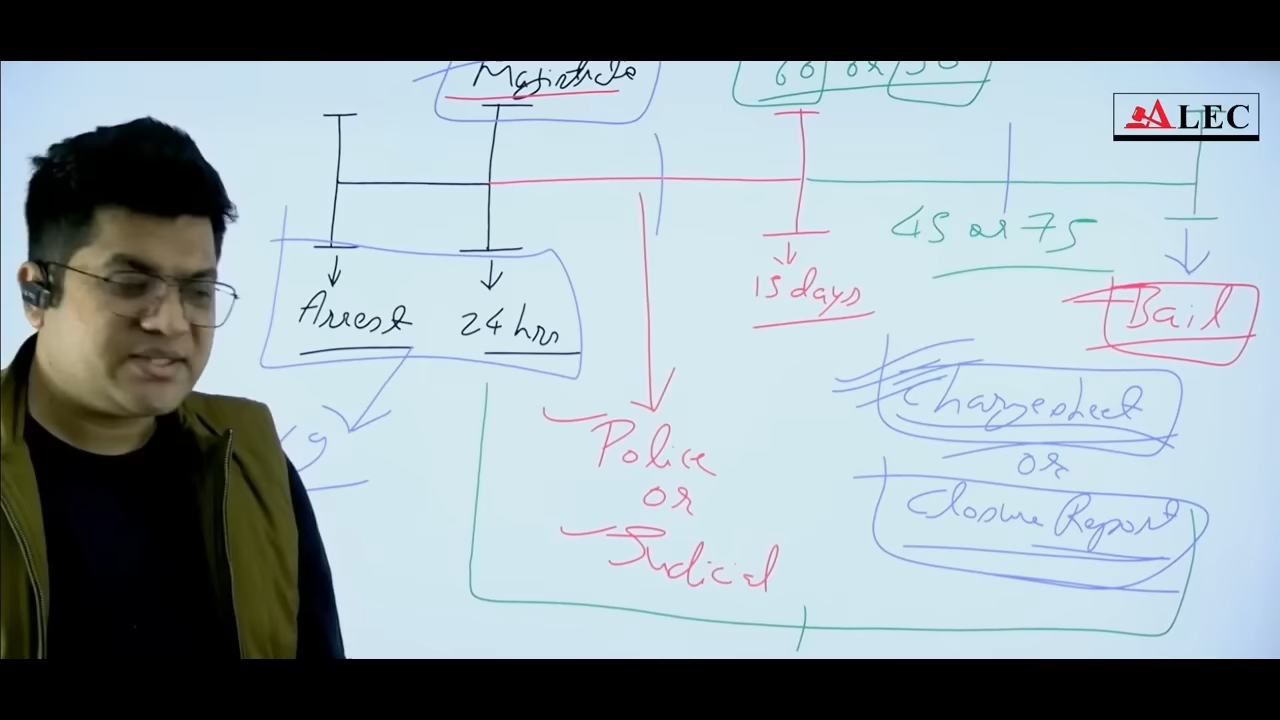 Magistrate
60 or 90
ALEC
45 or 75
Arrest
24 hrs
15 days
Bail
Chargesheet
or
Closure Report
Police
or
Judicial